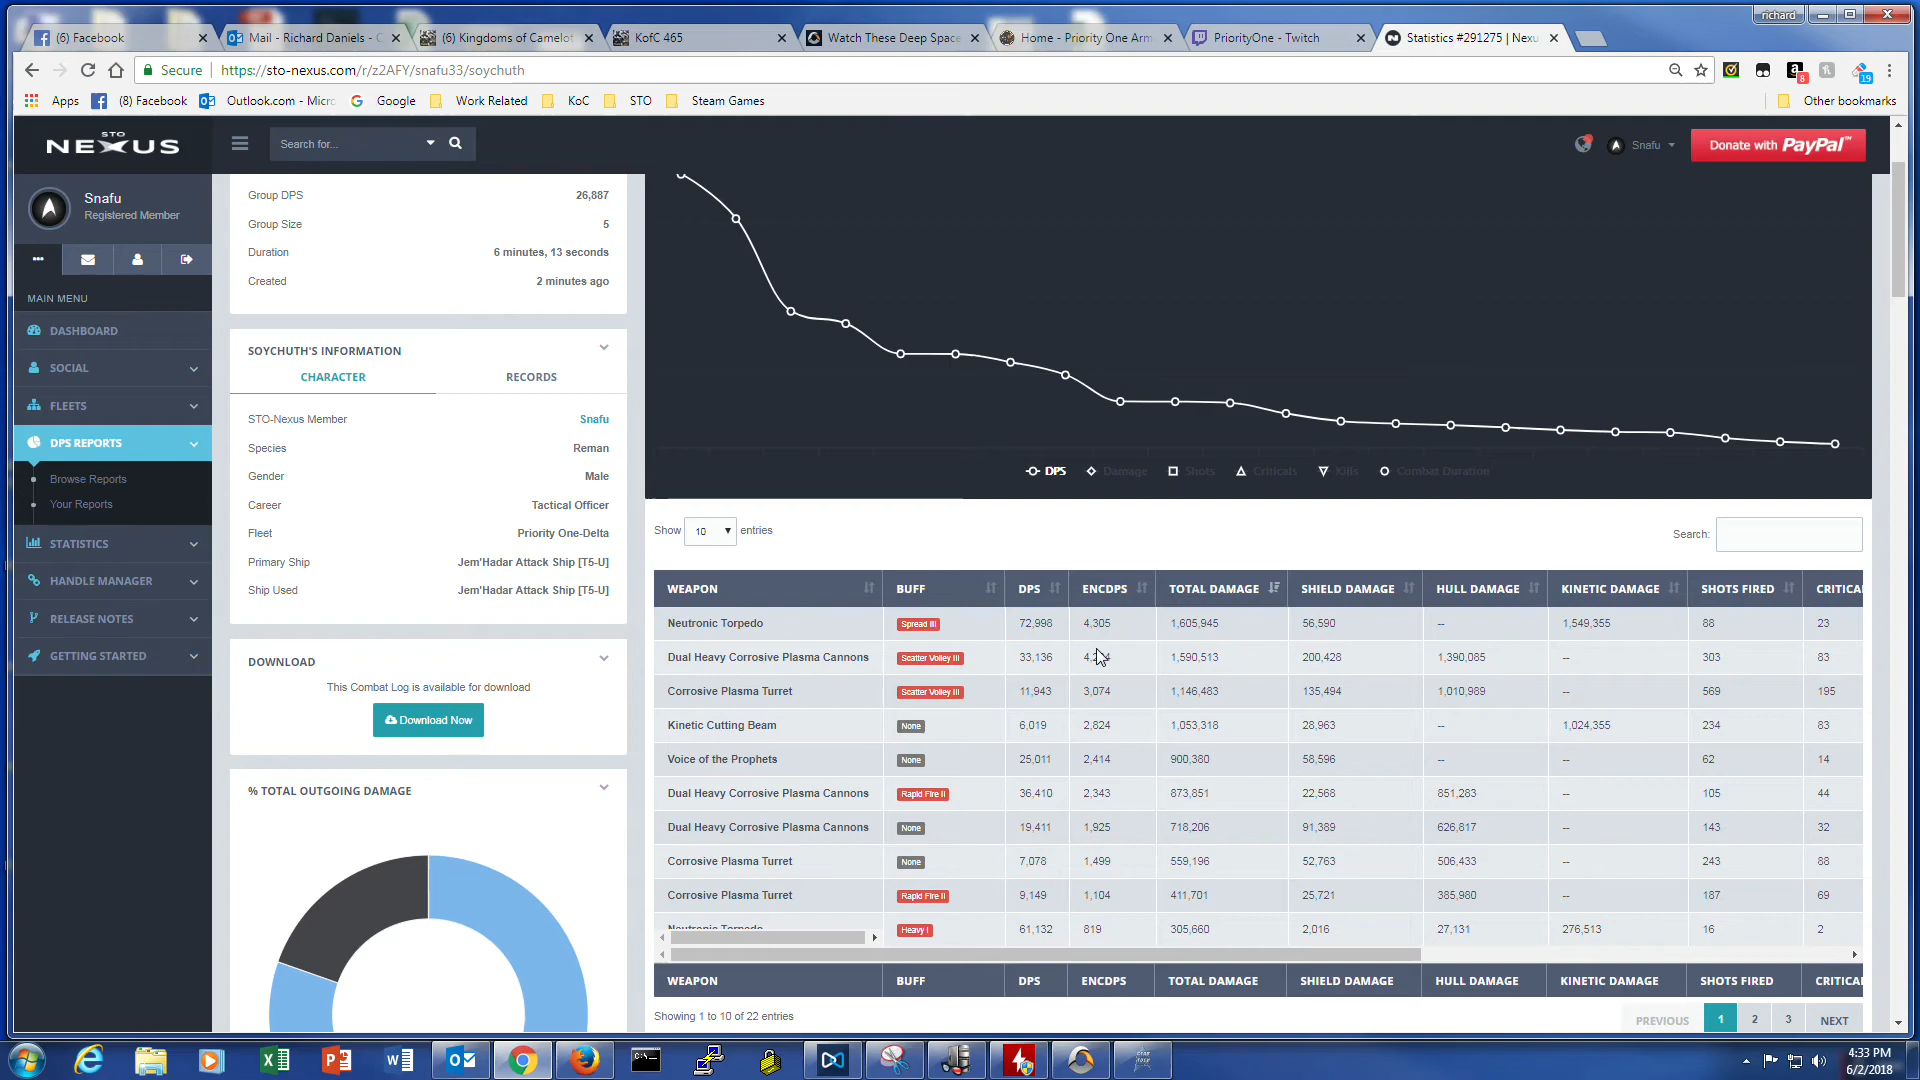 richard
(6) Facebook
Mail - Richard Daniels - C
(6) Kingdoms of Camelot
KofC 465
Watch These Deep Space
Home - Priority One Arm
PriorityOne - Twitch
Statistics #291275 | Nexu
Secure
https://sto-nexus.com/r/z2AFY/snafu33/soychuth
8
19
Apps
(8) Facebook
Outlook.com - Micro
Google
Work Related
KoC
STO
Steam Games
Other bookmarks
STO
NEXUS
Search for...
Snafu
Donate with PayPal™
Snafu
Registered Member
MAIN MENU
DASHBOARD
SOCIAL
FLEETS
DPS REPORTS
Browse Reports
Your Reports
STATISTICS
HANDLE MANAGER
RELEASE NOTES
GETTING STARTED
Group DPS 26,887
Group Size 5
Duration 6 minutes, 13 seconds
Created 2 minutes ago
SOYCHUTH'S INFORMATION
CHARACTER RECORDS
STO-Nexus Member Snafu
Species Reman
Gender Male
Career Tactical Officer
Fleet Priority One-Delta
Primary Ship Jem'Hadar Attack Ship [T5-U]
Ship Used Jem'Hadar Attack Ship [T5-U]
DOWNLOAD
This Combat Log is available for download
Download Now
% TOTAL OUTGOING DAMAGE
DPS Damage Shots Criticals Kills Combat Duration
Show 10 entries
Search:
WEAPON BUFF DPS ENCDPS TOTAL DAMAGE SHIELD DAMAGE HULL DAMAGE KINETIC DAMAGE SHOTS FIRED CRITICA
Neutronic Torpedo Spread III 72,998 4,305 1,605,945 56,590 -- 1,549,355 88 23
Dual Heavy Corrosive Plasma Cannons Scatter Volley III 33,136 1,590,513 200,428 1,390,085 -- 303 83
Corrosive Plasma Turret Scatter Volley III 11,943 3,074 1,146,483 135,494 1,010,989 -- 569 195
Kinetic Cutting Beam None 6,019 2,824 1,053,318 28,963 -- 1,024,355 234 83
Voice of the Prophets None 25,011 2,414 900,380 58,596 -- -- 62 14
Dual Heavy Corrosive Plasma Cannons Rapid Fire II 36,410 2,343 873,851 22,568 851,283 -- 105 44
Dual Heavy Corrosive Plasma Cannons None 19,411 1,925 718,206 91,389 626,817 -- 143 32
Corrosive Plasma Turret None 7,078 1,499 559,196 52,763 506,433 -- 243 88
Corrosive Plasma Turret Rapid Fire II 9,149 1,104 411,701 25,721 385,980 -- 187 69
Neutronic Torpedo Heavy I 61,132 819 305,660 2,016 27,131 276,513 16 2
WEAPON BUFF DPS ENCDPS TOTAL DAMAGE SHIELD DAMAGE HULL DAMAGE KINETIC DAMAGE SHOTS FIRED CRITICA
Showing 1 to 10 of 22 entries
PREVIOUS 1 2 3 NEXT
4:33 PM
6/2/2018